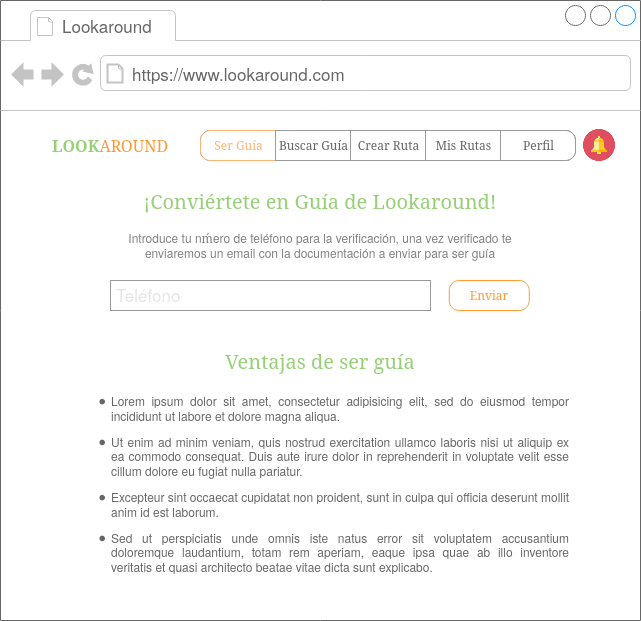 Lookaround
https://www.lookaround.com
LOOKAROUND
Ser Guía
Buscar Guía
Crear Ruta
Mis Rutas
Perfil
¡Conviértete en Guía de Lookaround!
Introduce tu nḿero de teléfono para la verificación, una vez verificado te
enviaremos un email con la documentación a enviar para ser guía
Teléfono
Enviar
Ventajas de ser guía
Lorem ipsum dolor sit amet, consectetur adipisicing elit, sed do eiusmod tempor
incididunt ut labore et dolore magna aliqua.
Ut enim ad minim veniam, quis nostrud exercitation ullamco laboris nisi ut aliquip ex
ea commodo consequat. Duis aute irure dolor in reprehenderit in voluptate velit esse
cillum dolore eu fugiat nulla pariatur.
Excepteur sint occaecat cupidatat non proident, sunt in culpa qui officia deserunt mollit
anim id est laborum.
Sed ut perspiciatis unde omnis iste natus error sit voluptatem accusantium
doloremque laudantium, totam rem aperiam, eaque ipsa quae ab illo inventore
veritatis et quasi architecto beatae vitae dicta sunt explicabo.